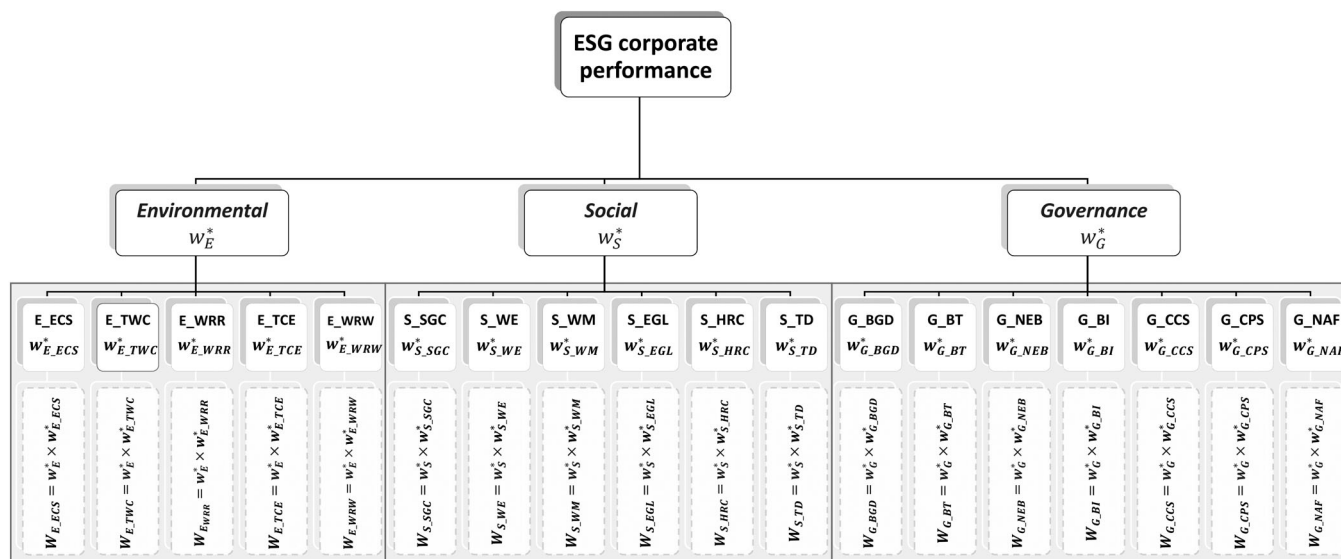 ESG corporate
performance
Environmental
w*_E
Social
w*_S
Governance
w*_G
E_ECS
w*_E_ECS
E_TWC
w*_E_TWC
E_WRR
w*_E_WRR
E_TCE
w*_E_TCE
E_WRW
w*_E_WRW
S_SGC
w*_S_SGC
S_WE
w*_S_WE
S_WM
w*_S_WM
S_EGL
w*_S_EGL
S_HRC
w*_S_HRC
S_TD
w*_S_TD
G_BGD
w*_G_BGD
G_BT
w*_G_BT
G_NEB
w*_G_NEB
G_BI
w*_G_BI
G_CCS
w*_G_CCS
G_CPS
w*_G_CPS
G_NAF
w*_G_NAF
W_E_ECS = w*_E × w*_E_ECS
W_E_TWC = w*_E × w*_E_TWC
W_E_WRR = w*_E × w*_E_WRR
W_E_TCE = w*_E × w*_E_TCE
W_E_WRW = w*_E × w*_E_WRW
W_S_SGC = w*_S × w*_S_SGC
W_S_WE = w*_S × w*_S_WE
W_S_WM = w*_S × w*_S_WM
W_S_EGL = w*_S × w*_S_EGL
W_S_HRC = w*_S × w*_S_HRC
W_S_TD = w*_S × w*_S_TD
W_G_BGD = w*_G × w*_G_BGD
W_G_BT = w*_G × w*_G_BT
W_G_NEB = w*_G × w*_G_NEB
W_G_BI = w*_G × w*_G_BI
W_G_CCS = w*_G × w*_G_CCS
W_G_CPS = w*_G × w*_G_CPS
W_G_NAF = w*_G × w*_G_NAF